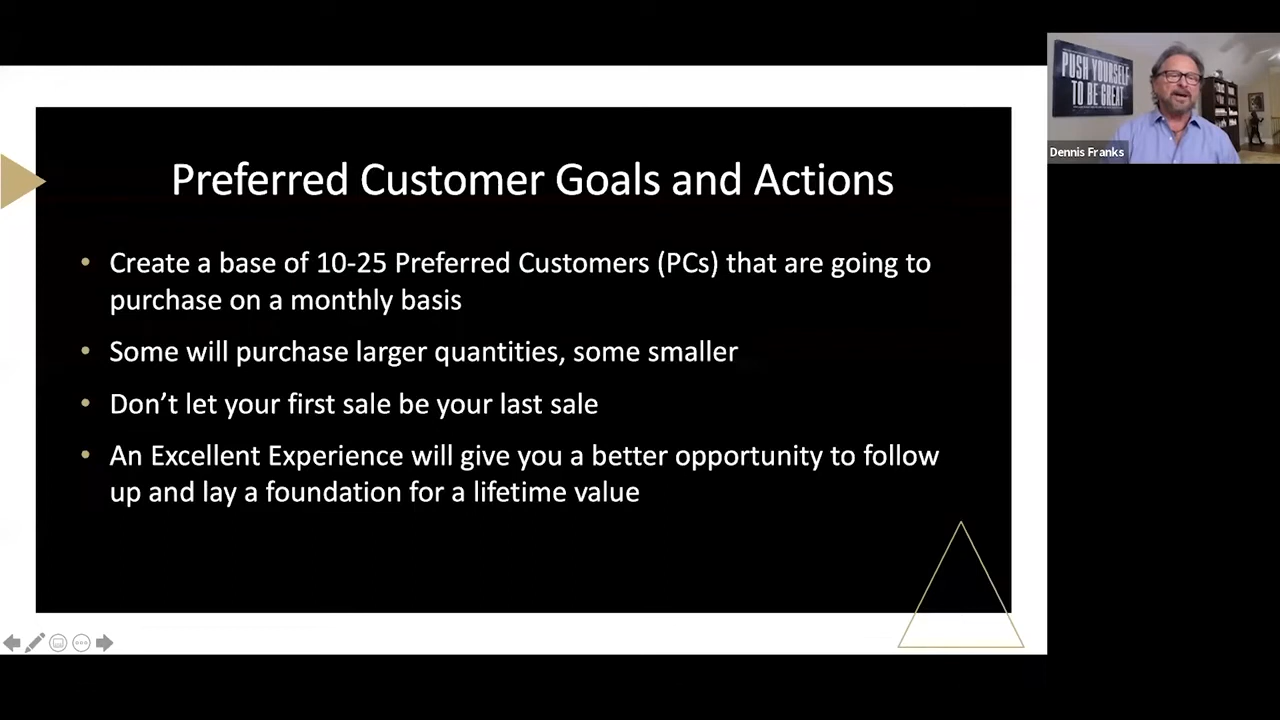 Preferred Customer Goals and Actions
• Create a base of 10-25 Preferred Customers (PCs) that are going to
purchase on a monthly basis
• Some will purchase larger quantities, some smaller
• Don’t let your first sale be your last sale
• An Excellent Experience will give you a better opportunity to follow
up and lay a foundation for a lifetime value
PUSH YOURSELF
TO BE GREAT
Dennis Franks